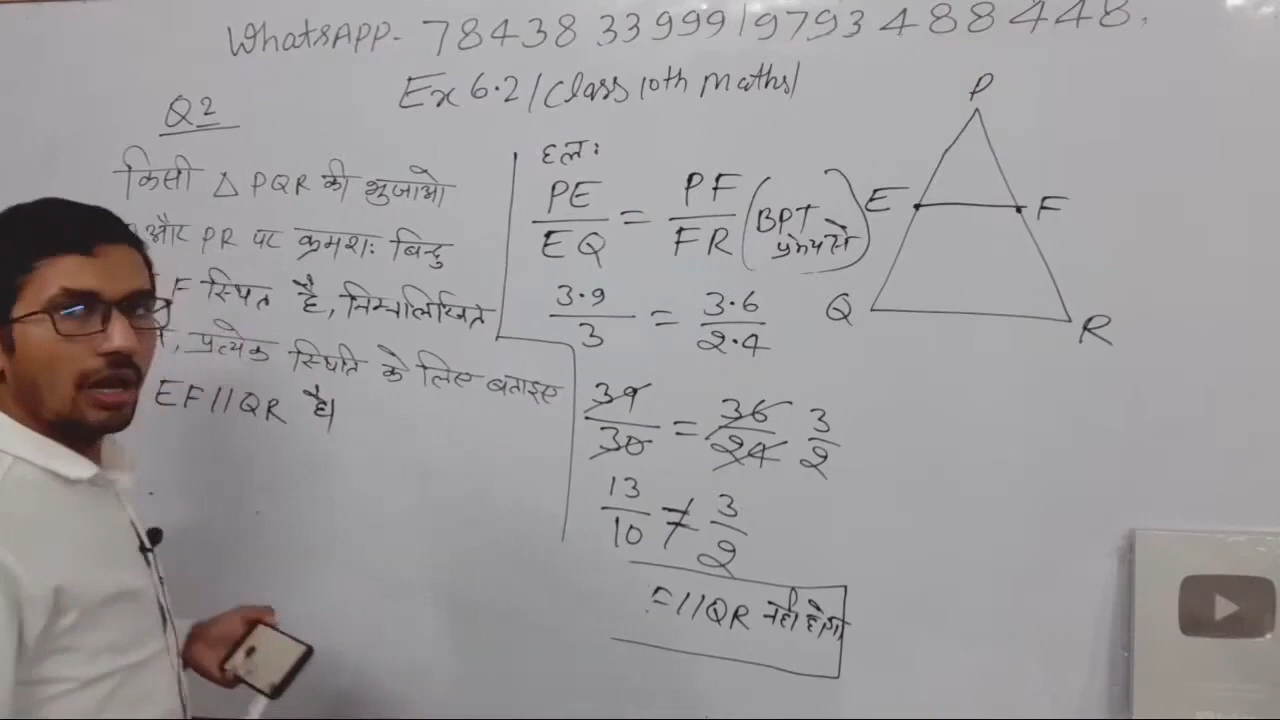 WhatsAPP- 7843833999/9793488448.
Ex 6.2/Class 10th Maths/
Q2
किसी △ PQR की भुजाओ
और PR पर क्रमशः बिन्दु
F स्थित है, निम्नलिखित
, प्रत्येक स्थिति के लिए बताइए
EF//QR है।
हल:
PE/EQ = PF/FR (BPT प्रमेय से)
3.9/3 = 3.6/2.4
39/30 = 36/24 3/2
13/10 ≠ 3/2
//QR नही होगा
P
E F
Q
R